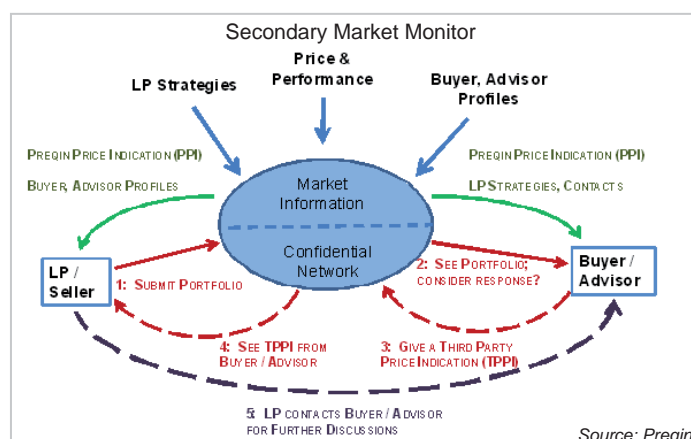 Secondary Market Monitor
Price &
Performance
LP Strategies
Buyer, Advisor
Profiles
PREQIN PRICE INDICATION (PPI)
PREQIN PRICE INDICATION (PPI)
BUYER, ADVISOR PROFILES
LP STRATEGIES, CONTACTS
Market
Information
Confidential
Network
LP /
Seller
1: SUBMIT PORTFOLIO
2: SEE PORTFOLIO;
CONSIDER RESPONSE?
Buyer /
Advisor
4: SEE TPPI FROM
BUYER / ADVISOR
3: GIVE A THIRD PARTY
PRICE INDICATION (TPPI)
5: LP CONTACTS BUYER / ADVISOR
FOR FURTHER DISCUSSIONS
Source: Preqin